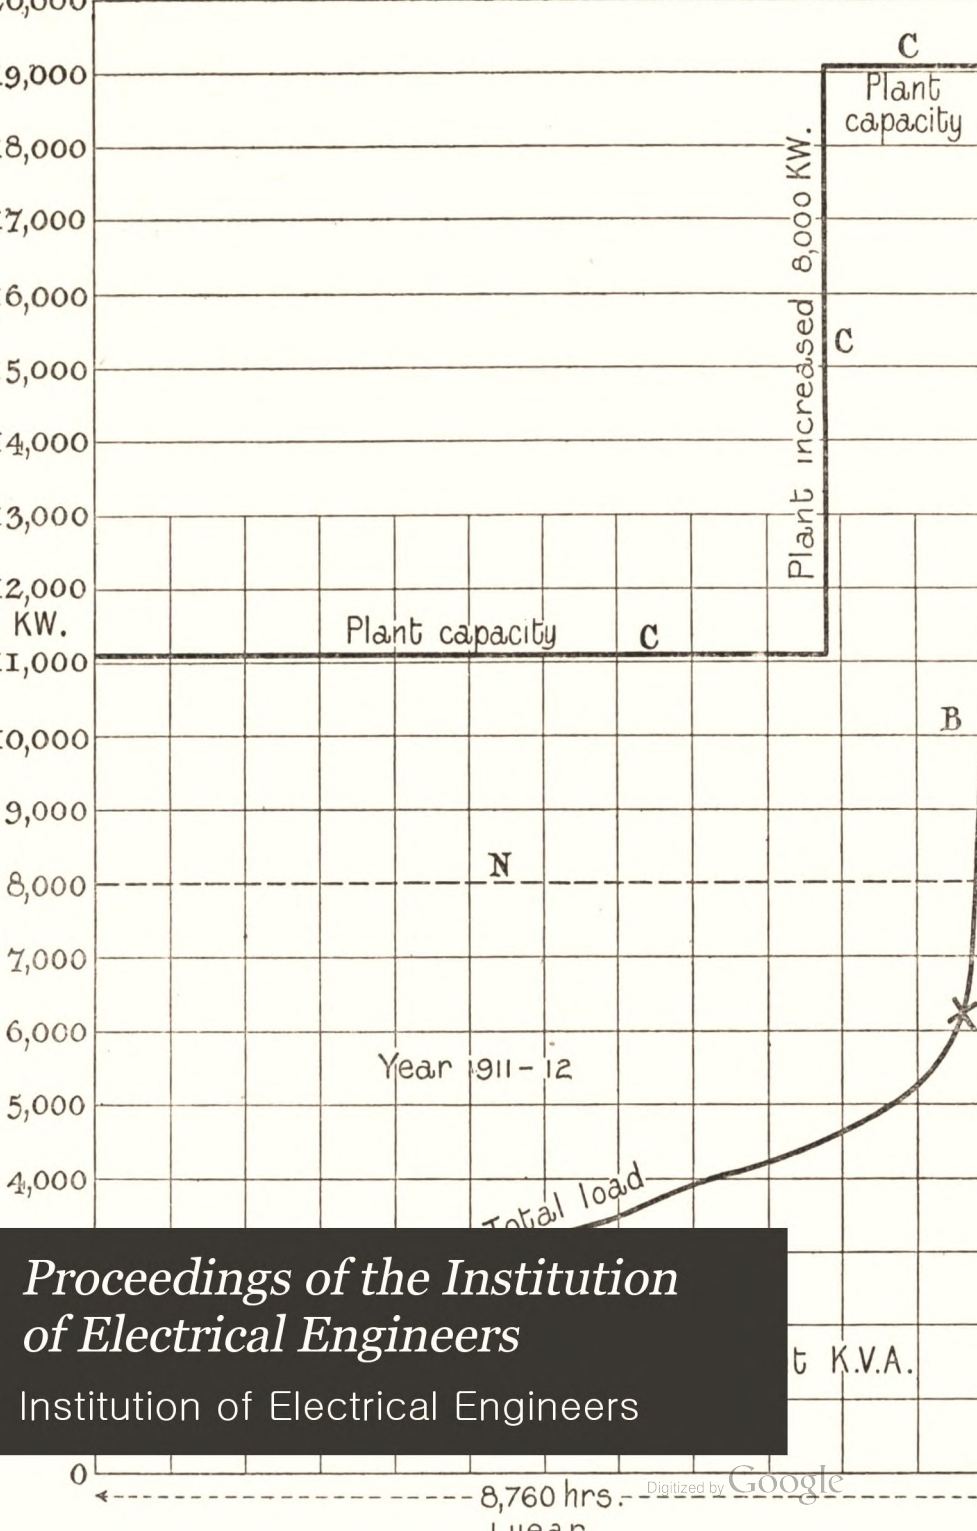 C
9,000
Plant
capacity
8,000
7,000
6,000
Plant increased 8,000 KW.
C
5,000
4,000
3,000
2,000
KW.
Plant capacity C
1,000
B
0,000
9,000
N
8,000
7,000
6,000
Year 1911-12
5,000
4,000
Total load
Proceedings of the Institution
of Electrical Engineers
t K.V.A.
Institution of Electrical Engineers
0
Digitized by Google
8,760 hrs.